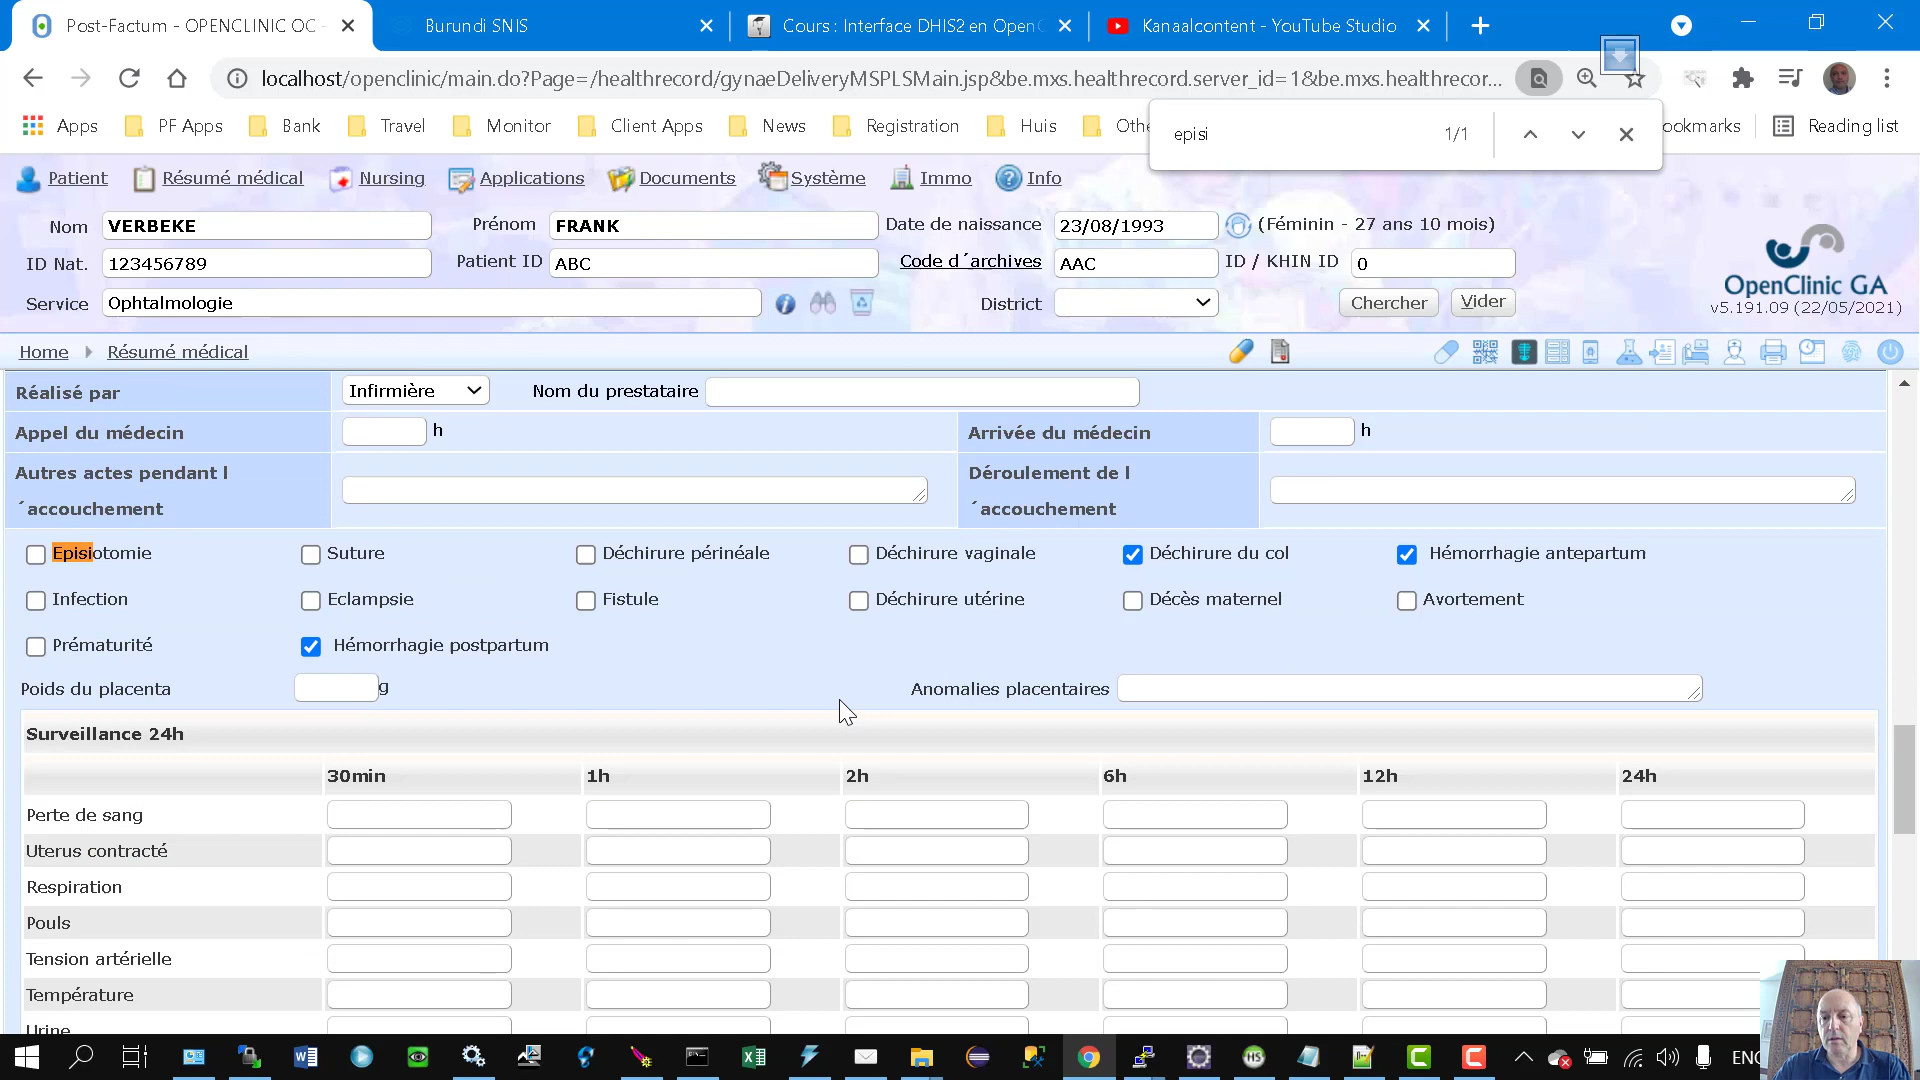 Post-Factum - OPENCLINIC OC -
Burundi SNIS
Cours : Interface DHIS2 en OpenC
Kanaalcontent - YouTube Studio
localhost/openclinic/main.do?Page=/healthrecord/gynaeDeliveryMSPLSMain.jsp&be.mxs.healthrecord.server_id=1&be.mxs.healthrecor...
Apps
PF Apps
Bank
Travel
Monitor
Client Apps
News
Registration
Huis
Othe
ookmarks
Reading list
episi
1/1
Patient
Résumé médical
Nursing
Applications
Documents
Système
Immo
Info
Nom VERBEKE
Prénom FRANK
Date de naissance 23/08/1993 (Féminin - 27 ans 10 mois)
ID Nat. 123456789
Patient ID ABC
Code d´archives AAC
ID / KHIN ID 0
Service Ophtalmologie
District
Chercher
Vider
OpenClinic GA
v5.191.09 (22/05/2021)
Home
Résumé médical
Réalisé par
Infirmière
Nom du prestataire
Appel du médecin
h
Arrivée du médecin
h
Autres actes pendant l
´accouchement
Déroulement de l
´accouchement
Episiotomie
Suture
Déchirure périnéale
Déchirure vaginale
Déchirure du col
Hémorrhagie antepartum
Infection
Eclampsie
Fistule
Déchirure utérine
Décès maternel
Avortement
Prématurité
Hémorrhagie postpartum
Poids du placenta
g
Anomalies placentaires
Surveillance 24h
30min
1h
2h
6h
12h
24h
Perte de sang
Uterus contracté
Respiration
Pouls
Tension artérielle
Température
Urine
HS
ENG